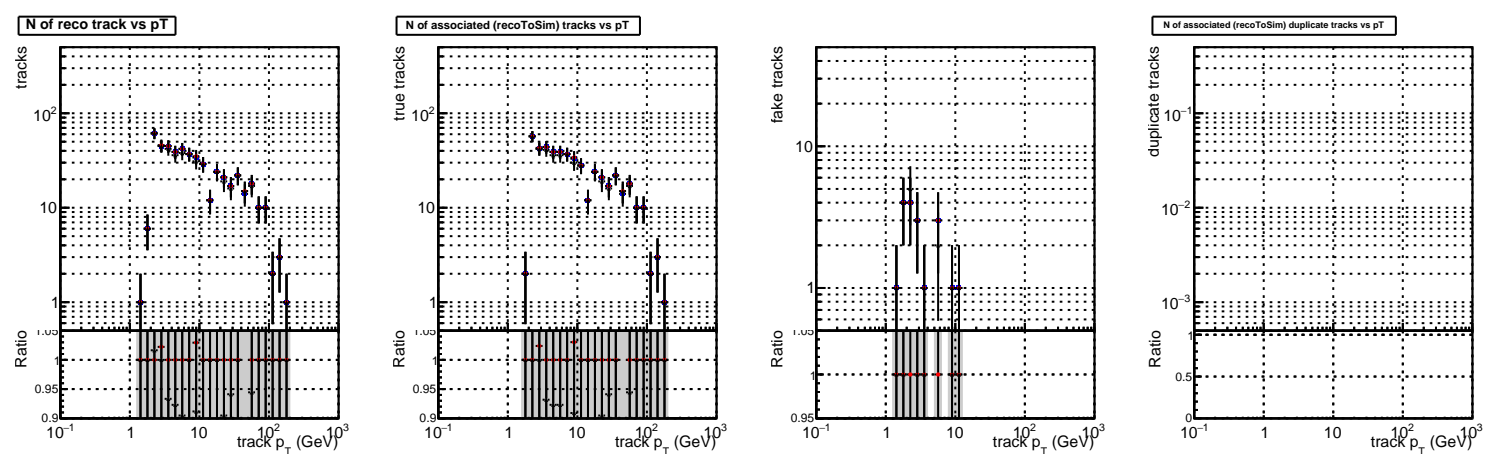 N of reco track vs pT
tracks
10²
10
1
Ratio
1.05
1
0.95
0.9
10⁻¹ 1 10 10² 10³
track p_T (GeV)
N of associated (recoToSim) tracks vs pT
true tracks
10²
10
1
Ratio
1.05
1
0.95
0.9
10⁻¹ 1 10 10² 10³
track p_T (GeV)
fake tracks
10
1
Ratio
1.05
1
0.95
10⁻¹ 1 10 10² 10³
track p_T (GeV)
N of associated (recoToSim) duplicate tracks vs pT
duplicate tracks
10⁻¹
10⁻²
10⁻³
Ratio
1
0.5
0
10⁻¹ 1 10 10² 10³
track p_T (GeV)